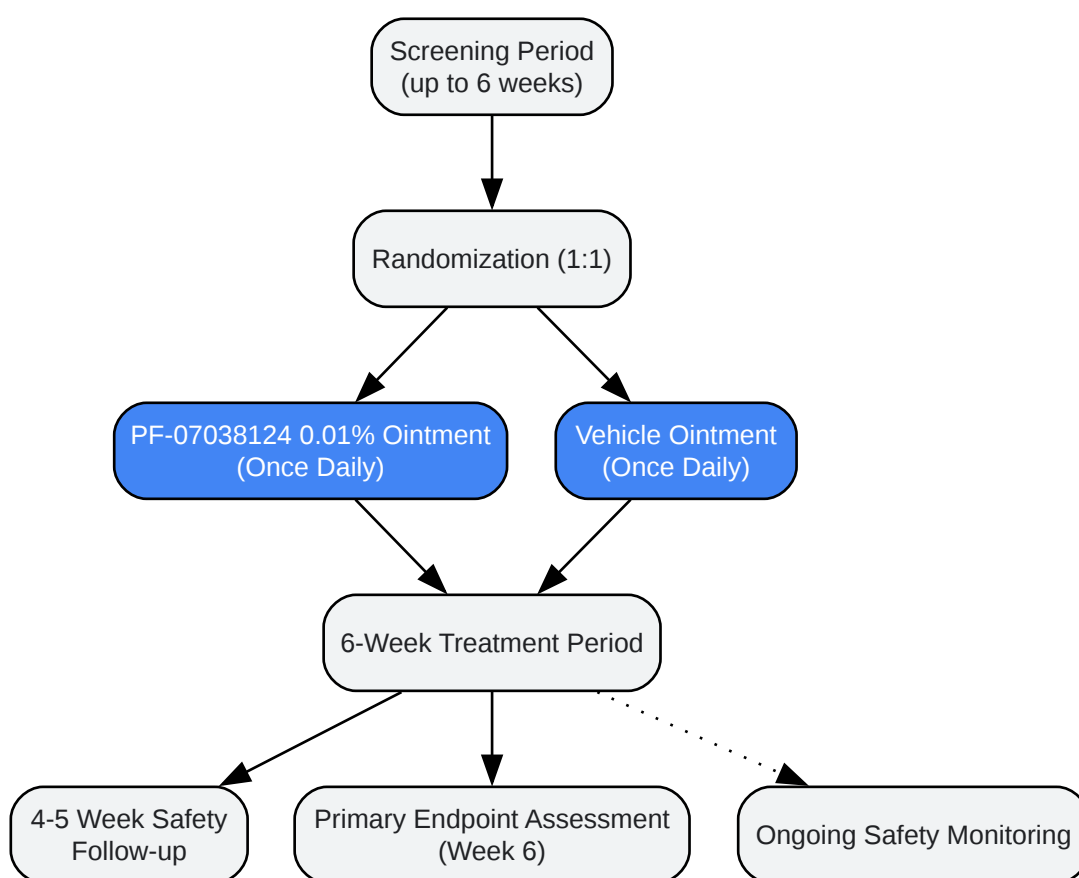 Screening Period
(up to 6 weeks)
Randomization (1:1)
PF-07038124 0.01% Ointment
(Once Daily)
Vehicle Ointment
(Once Daily)
6-Week Treatment Period
4-5 Week Safety
Follow-up
Primary Endpoint Assessment
(Week 6)
Ongoing Safety Monitoring